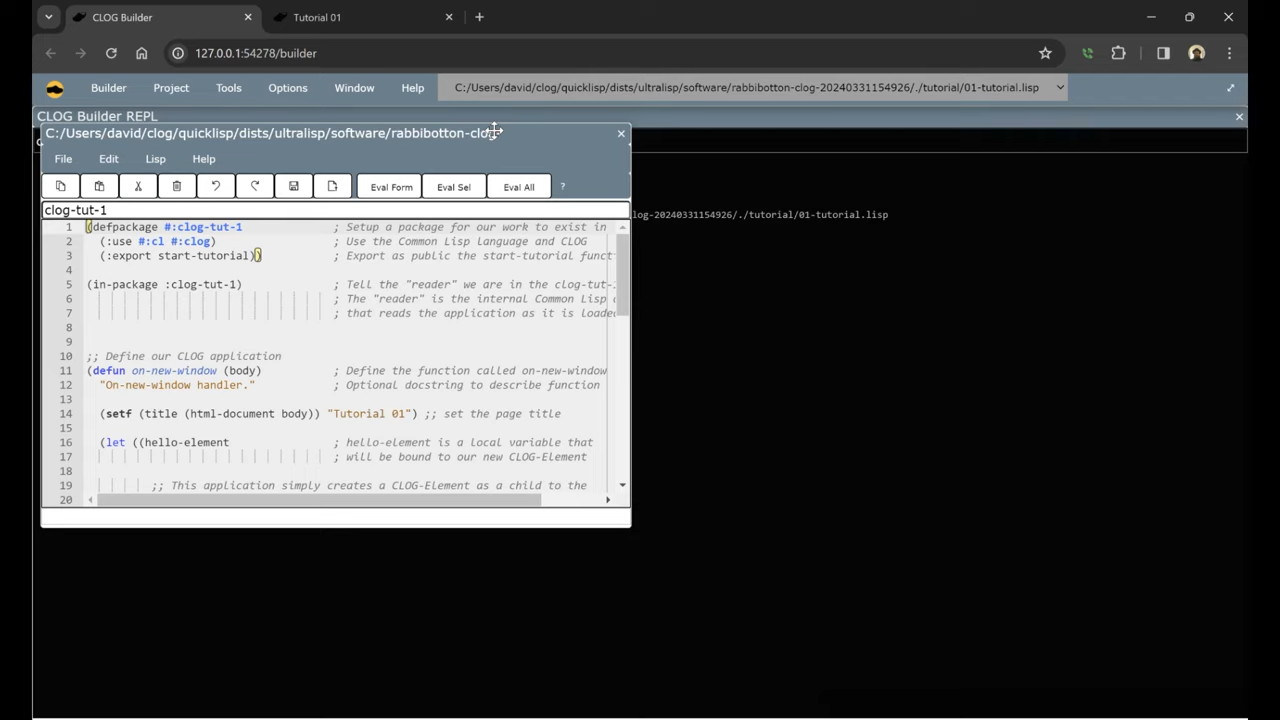 CLOG Builder
Tutorial 01
127.0.0.1:54278/builder
Builder Project Tools Options Window Help C:/Users/david/clog/quicklisp/dists/ultralisp/software/rabbibotton-clog-20240331154926/./tutorial/01-tutorial.lisp
CLOG Builder REPL
C:/Users/david/clog/quicklisp/dists/ultralisp/software/rabbibotton-clog
File Edit Lisp Help
Eval Form Eval Sel Eval All ?
clog-tut-1
log-20240331154926/./tutorial/01-tutorial.lisp
1 (defpackage #:clog-tut-1 ; Setup a package for our work to exist in
2 (:use #:cl #:clog) ; Use the Common Lisp language and CLOG
3 (:export start-tutorial)) ; Export as public the start-tutorial funct
4
5 (in-package :clog-tut-1) ; Tell the "reader" we are in the clog-tut-
6 ; The "reader" is the internal Common Lisp
7 ; that reads the application as it is loade
8
9
10 ;; Define our CLOG application
11 (defun on-new-window (body) ; Define the function called on-new-window
12 "On-new-window handler." ; Optional docstring to describe function
13
14 (setf (title (html-document body)) "Tutorial 01") ;; set the page title
15
16 (let ((hello-element ; hello-element is a local variable that
17 ; will be bound to our new CLOG-Element
18
19 ;; This application simply creates a CLOG-Element as a child to the
20